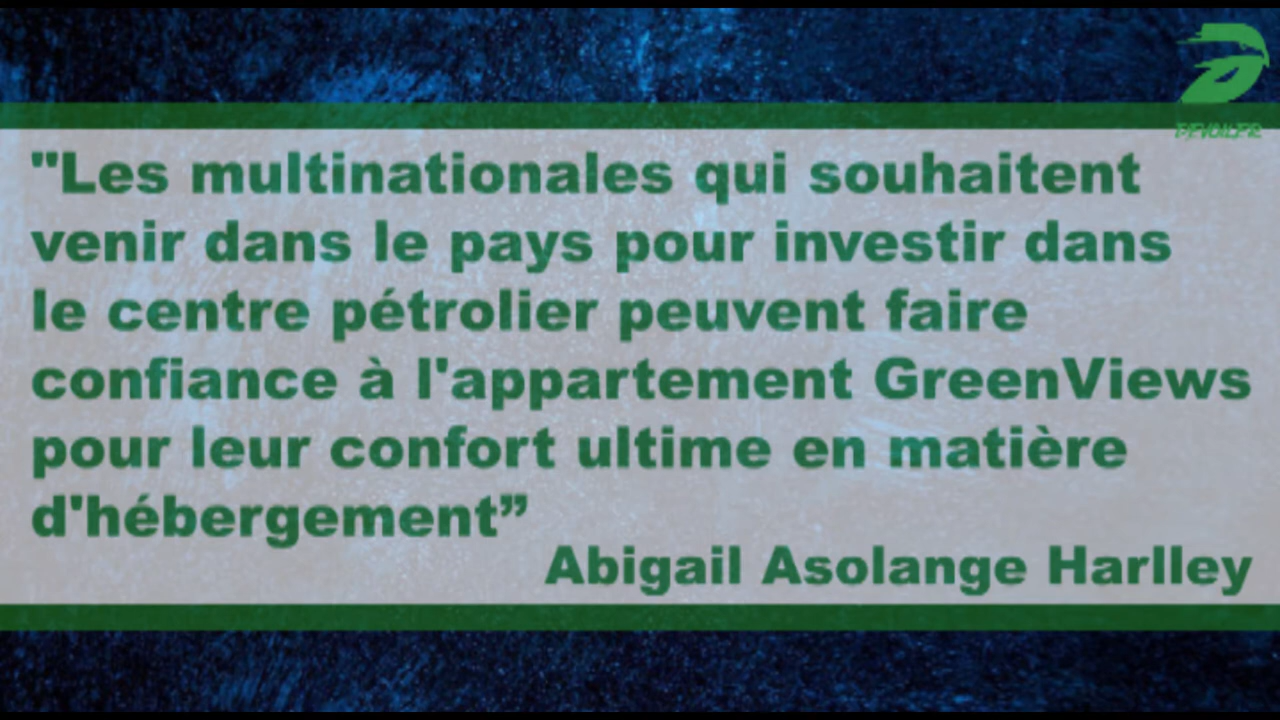 DEVOILER
"Les multinationales qui souhaitent
venir dans le pays pour investir dans
le centre pétrolier peuvent faire
confiance à l'appartement GreenViews
pour leur confort ultime en matière
d'hébergement”
Abigail Asolange Harlley